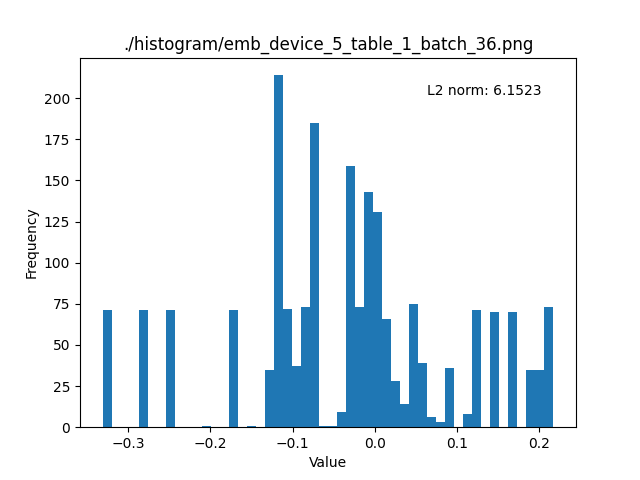 ./histogram/emb_device_5_table_1_batch_36.png
L2 norm: 6.1523
200
175
150
125
100
75
50
25
0
Frequency
−0.3 −0.2 −0.1 0.0 0.1 0.2
Value